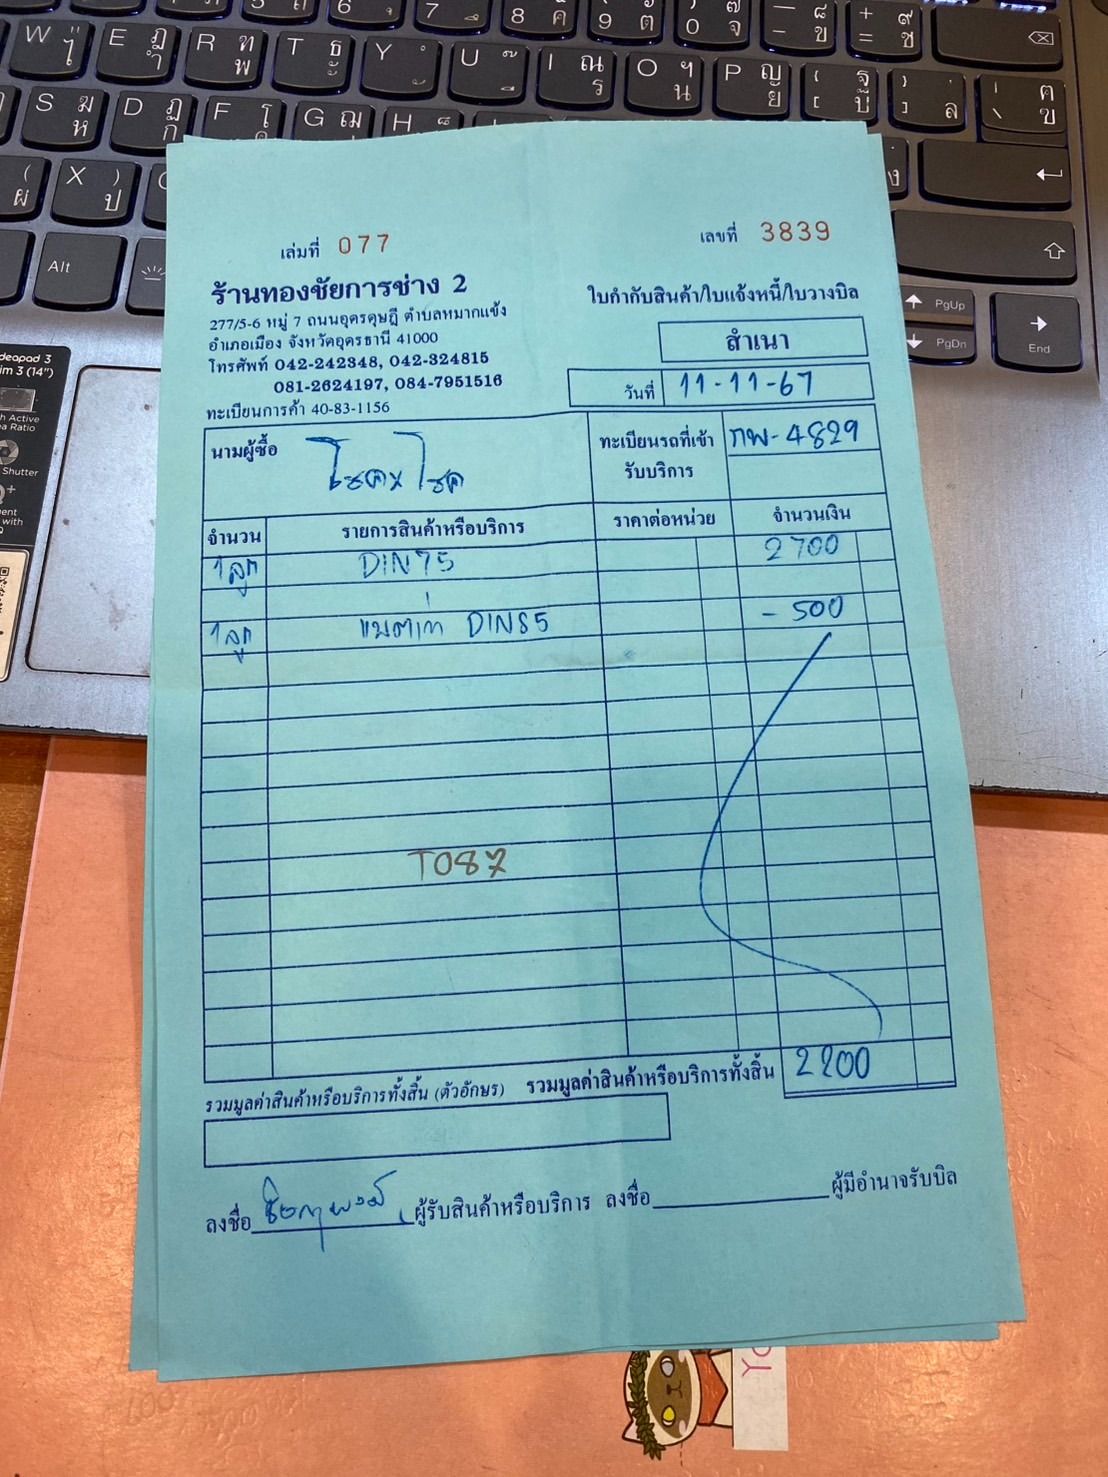 เล่มที่ 077
เลขที่ 3839
ร้านทองชัยการช่าง 2
277/5-6 หมู่ 7 ถนนอุดรดุษฎี ตำบลหมากแข้ง
อำเภอเมือง จังหวัดอุดรธานี 41000
โทรศัพท์ 042-242348, 042-324815
081-2624197, 084-7951516
ทะเบียนการค้า 40-83-1156
ใบกำกับสินค้า/ใบแจ้งหนี้/ใบวางบิล
สำเนา
วันที่ 11-11-67
นามผู้ซื้อ โชคxโชค
ทะเบียนรถที่เข้า
รับบริการ
กพ-4829
จำนวน รายการสินค้าหรือบริการ ราคาต่อหน่วย จำนวนเงิน
1 ลูก DIN75 2700
1 ลูก แบตเก่า DIN85 - 500
T087
รวมมูลค่าสินค้าหรือบริการทั้งสิ้น (ตัวอักษร) รวมมูลค่าสินค้าหรือบริการทั้งสิ้น 2200
ลงชื่อ ผู้รับสินค้าหรือบริการ ลงชื่อ ผู้มีอำนาจรับบิล
Alt
PgUp
PgDn
End